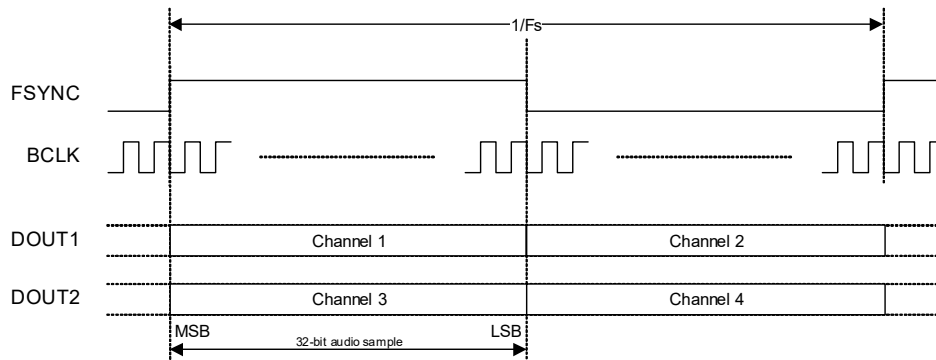 1/Fs
FSYNC
BCLK
DOUT1 Channel 1 Channel 2
DOUT2 Channel 3 Channel 4
MSB LSB
32-bit audio sample